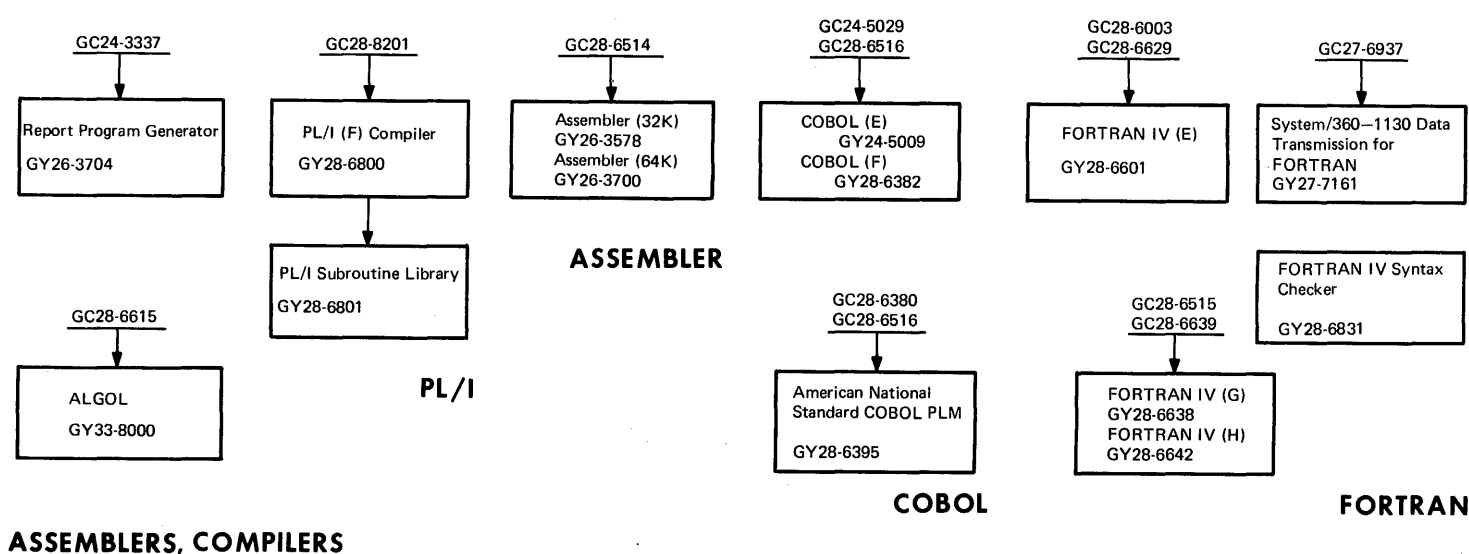 GC24-3337
Report Program Generator
GY26-3704
GC28-8201
PL/I (F) Compiler
GY28-6800
PL/I Subroutine Library
GY28-6801
PL/I
GC28-6514
Assembler (32K)
GY26-3578
Assembler (64K)
GY26-3700
ASSEMBLER
GC24-5029
GC28-6516
COBOL (E)
GY24-5009
COBOL (F)
GY28-6382
GC28-6003
GC28-6629
FORTRAN IV (E)
GY28-6601
GC27-6937
System/360—1130 Data
Transmission for
FORTRAN
GY27-7161
FORTRAN IV Syntax
Checker
GY28-6831
GC28-6615
ALGOL
GY33-8000
GC28-6380
GC28-6516
American National
Standard COBOL PLM
GY28-6395
COBOL
GC28-6515
GC28-6639
FORTRAN IV (G)
GY28-6638
FORTRAN IV (H)
GY28-6642
FORTRAN
ASSEMBLERS, COMPILERS